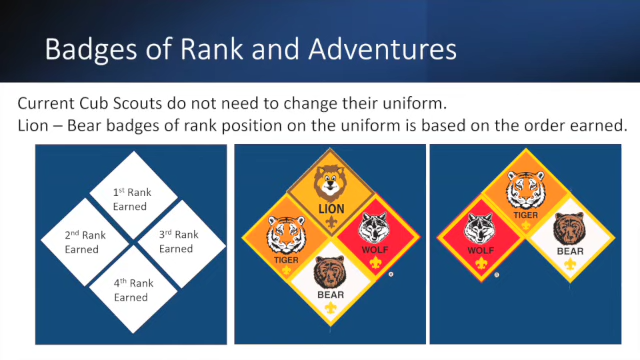 Badges of Rank and Adventures
Current Cub Scouts do not need to change their uniform.
Lion – Bear badges of rank position on the uniform is based on the order earned.
1st Rank
Earned
2nd Rank
Earned
3rd Rank
Earned
4th Rank
Earned
LION
TIGER
WOLF
BEAR
TIGER
WOLF
BEAR